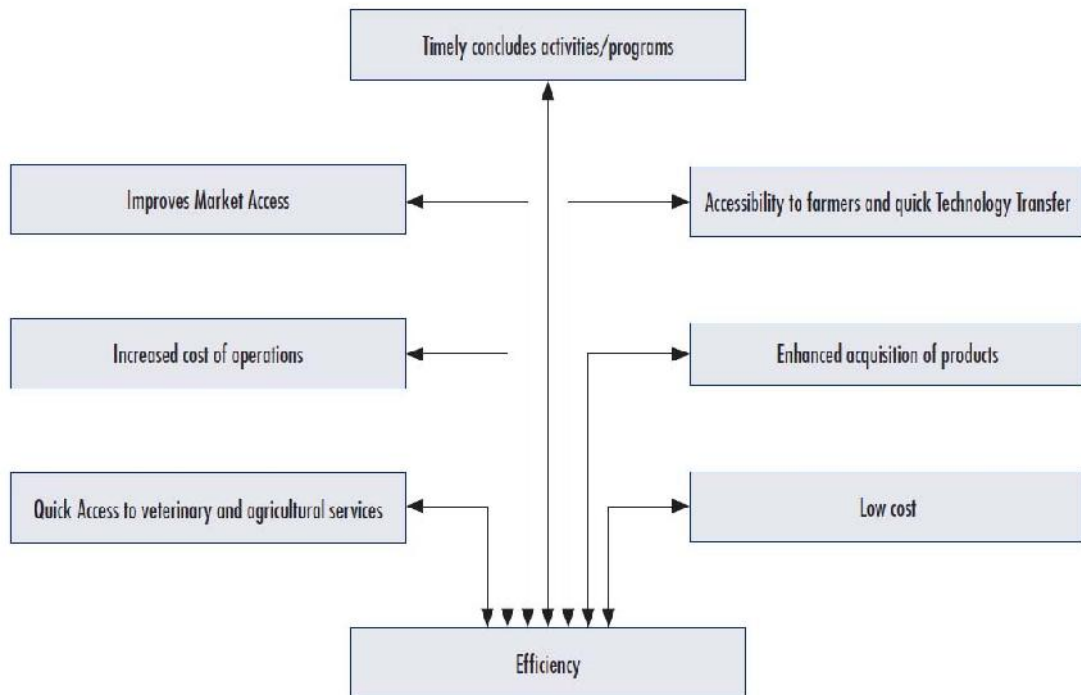 Timely concludes activities/programs
Improves Market Access
Accessibility to farmers and quick Technology Transfer
Increased cost of operations
Enhanced acquisition of products
Quick Access to veterinary and agricultural services
Low cost
Efficiency